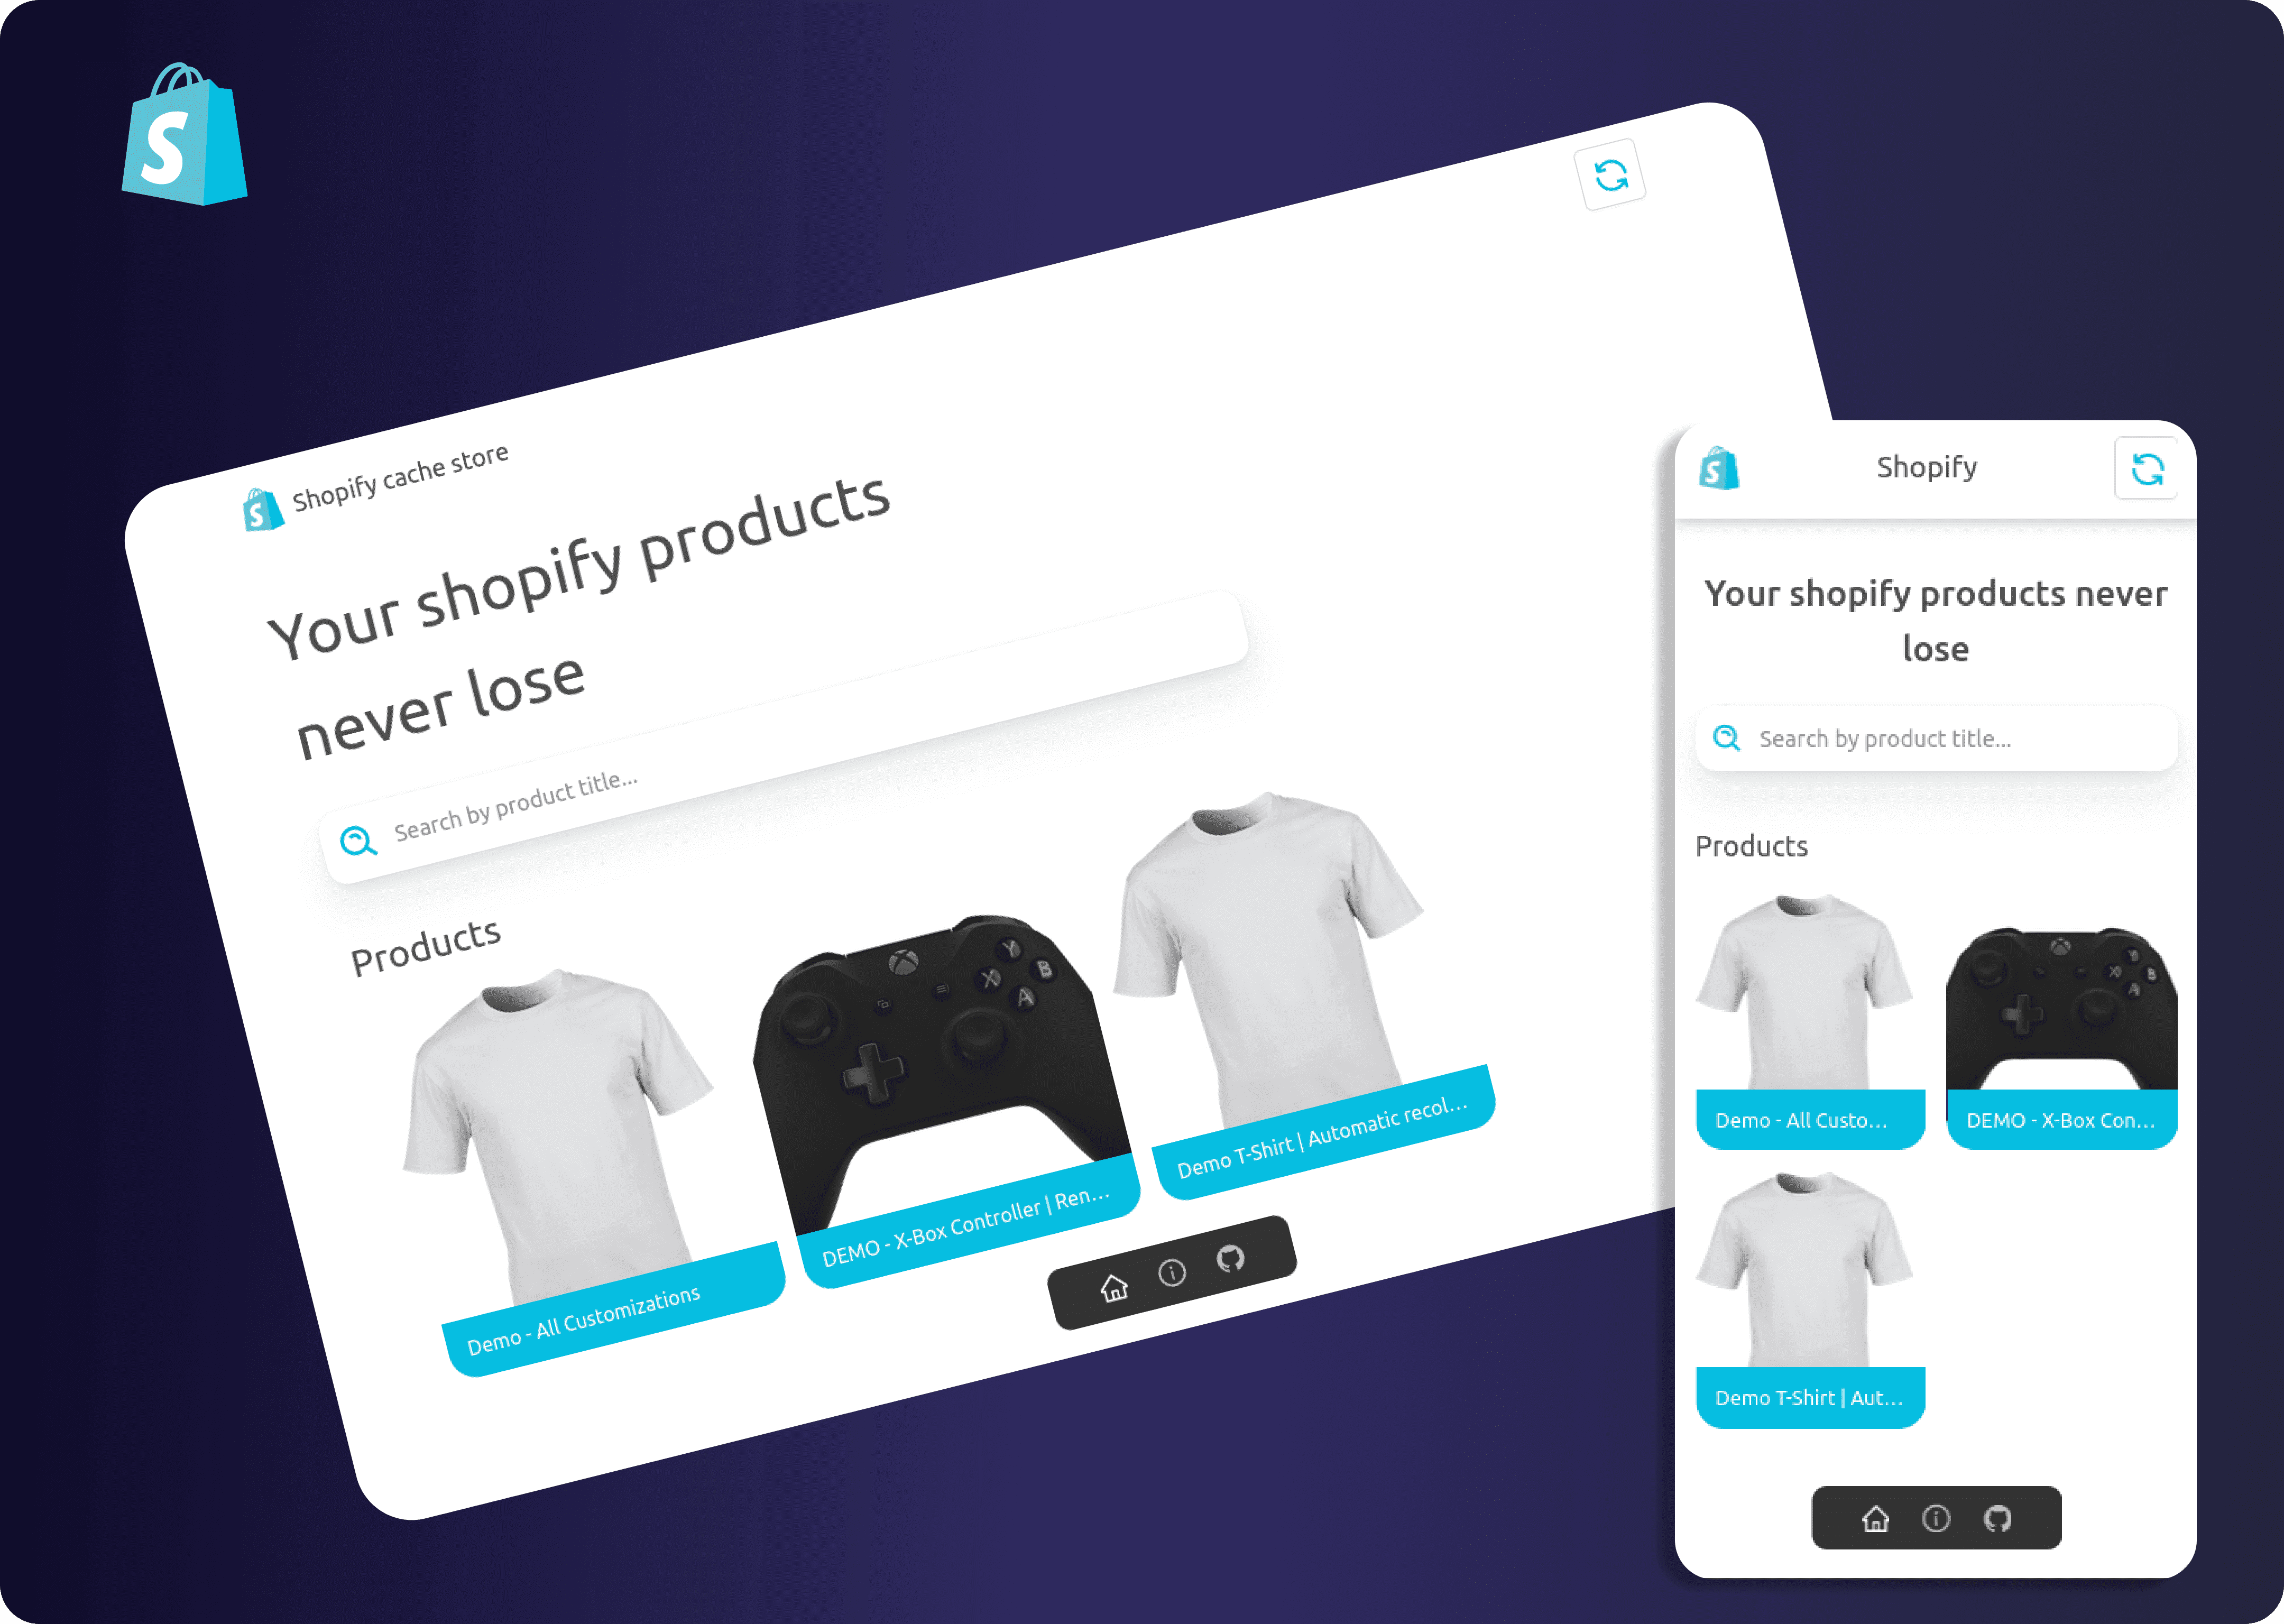 S
S Shopify cache store
Your shopify products
never lose
Search by product title...
Products
Y
X B
A
Demo - All Customizations
DEMO - X-Box Controller | Ren...
Demo T-Shirt | Automatic recol...
S Shopify
Your shopify products never
lose
Search by product title...
Products
Y
X B
A
Demo - All Custo...
DEMO - X-Box Con...
Demo T-Shirt | Aut...